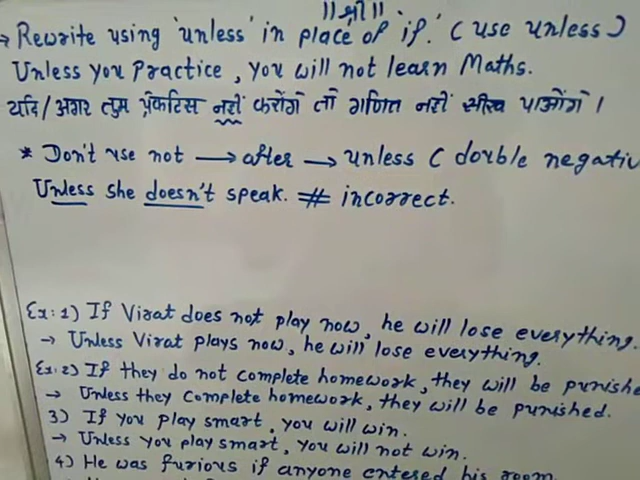 ||श्री||
→ Rewrite using 'unless' in place of 'if.' (use unless)
Unless you Practice, you will not learn Maths.
यदि/अगर तुम प्रॅकटिस नहीं करोंगे तो गणित नहीं सीख पाओंगे।
* Don't use not → after → unless ( double negativ
Unless she doesn't speak. # incorrect.
Ex: 1) If Virat does not play now, he will lose everything.
→ Unless Virat plays now, he will lose everything.
Ex: 2) If they do not complete homework, they will be punishe
→ Unless they complete homework, they will be punished.
3) If you play smart, you will win.
→ Unless you play smart, you will not win.
4) He was furious if anyone entered his room.